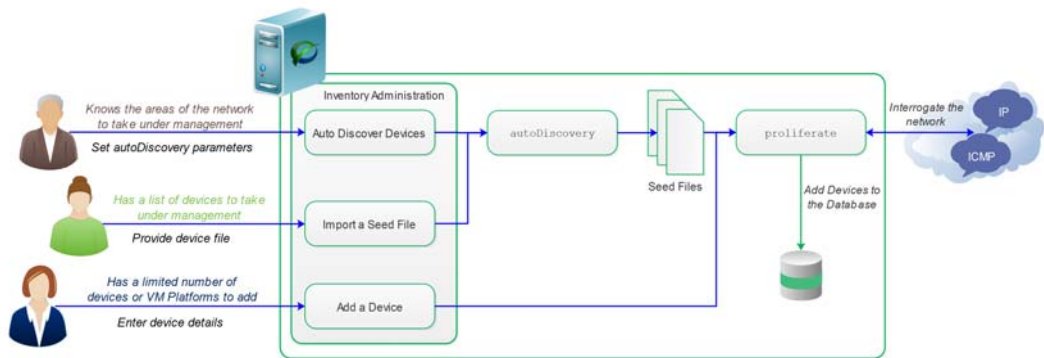 Inventory Administration
Knows the areas of the network
to take under management
Set autoDiscovery parameters
Auto Discover Devices
autoDiscovery
Seed Files
proliferate
Interrogate the
network
IP
ICMP
Has a list of devices to take
under management
Provide device file
Import a Seed File
Add Devices to
the Database
Has a limited number of
devices or VM Platforms to add
Enter device details
Add a Device